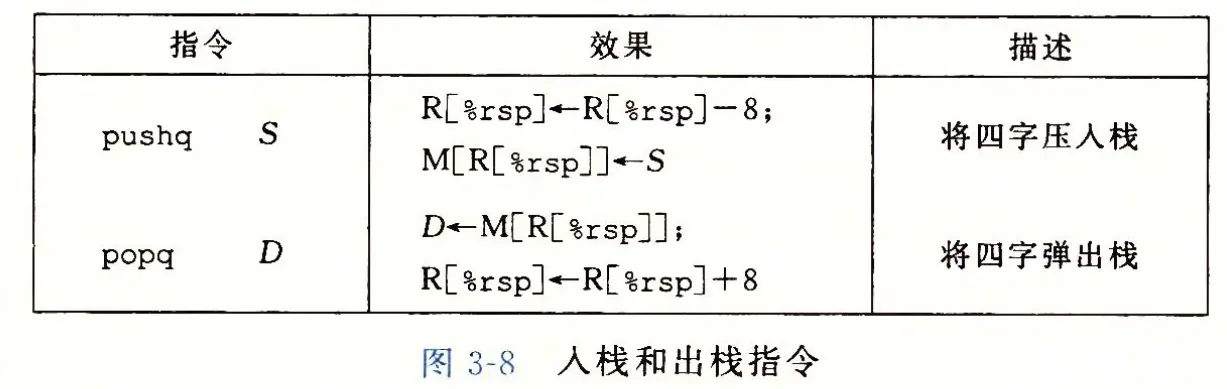 指令 效果 描述
pushq S R[%rsp]←R[%rsp]-8; 将四字压入栈
M[R[%rsp]]←S
popq D D←M[R[%rsp]]; 将四字弹出栈
R[%rsp]←R[%rsp]+8
图 3-8 入栈和出栈指令